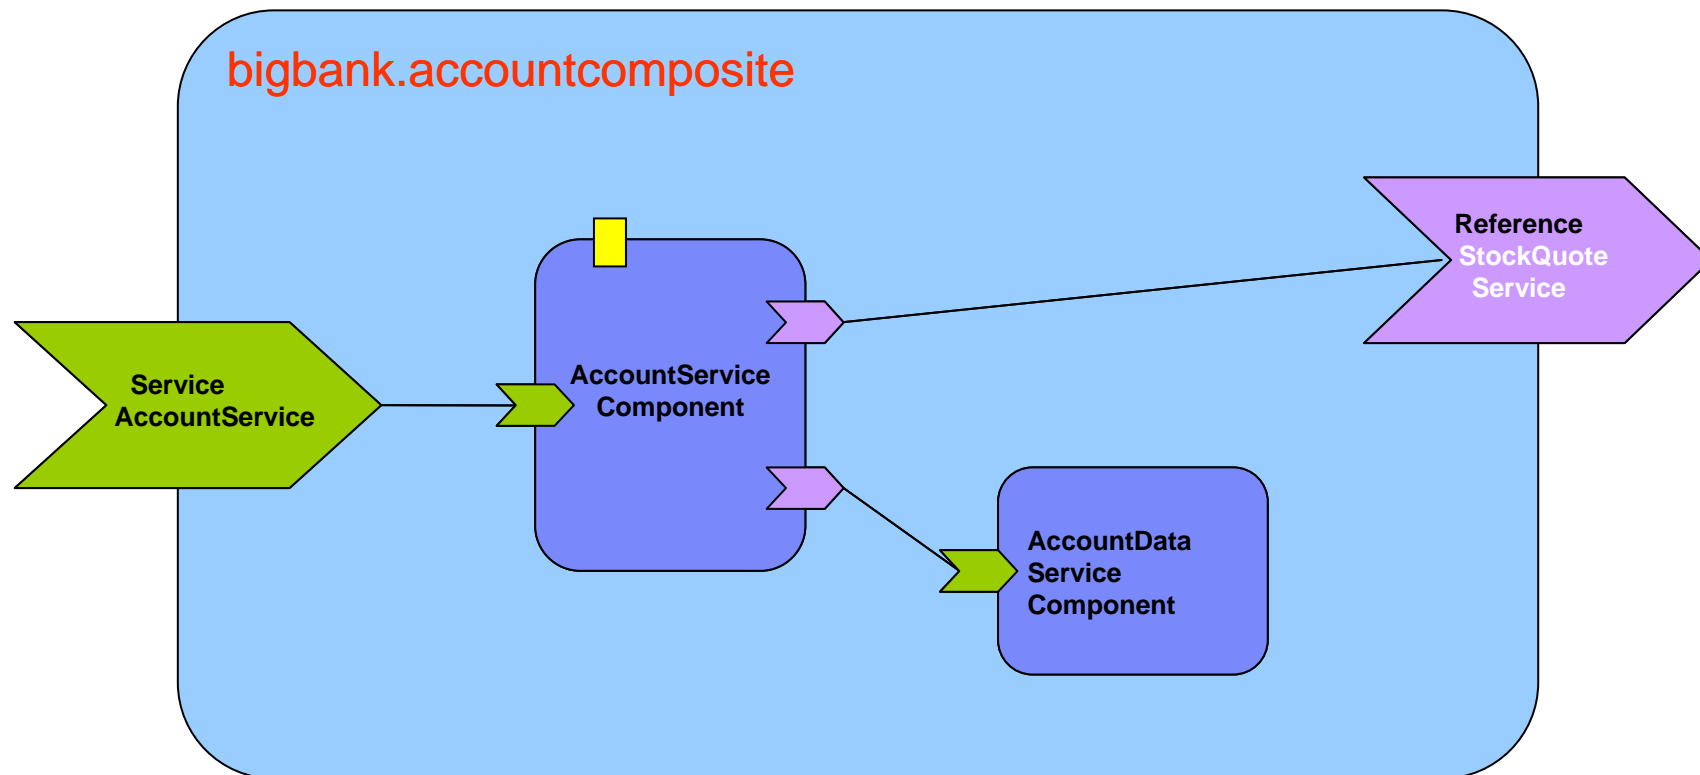 bigbank.accountcomposite
Reference
StockQuote
Service
Service
AccountService
AccountService
Component
AccountData
Service
Component